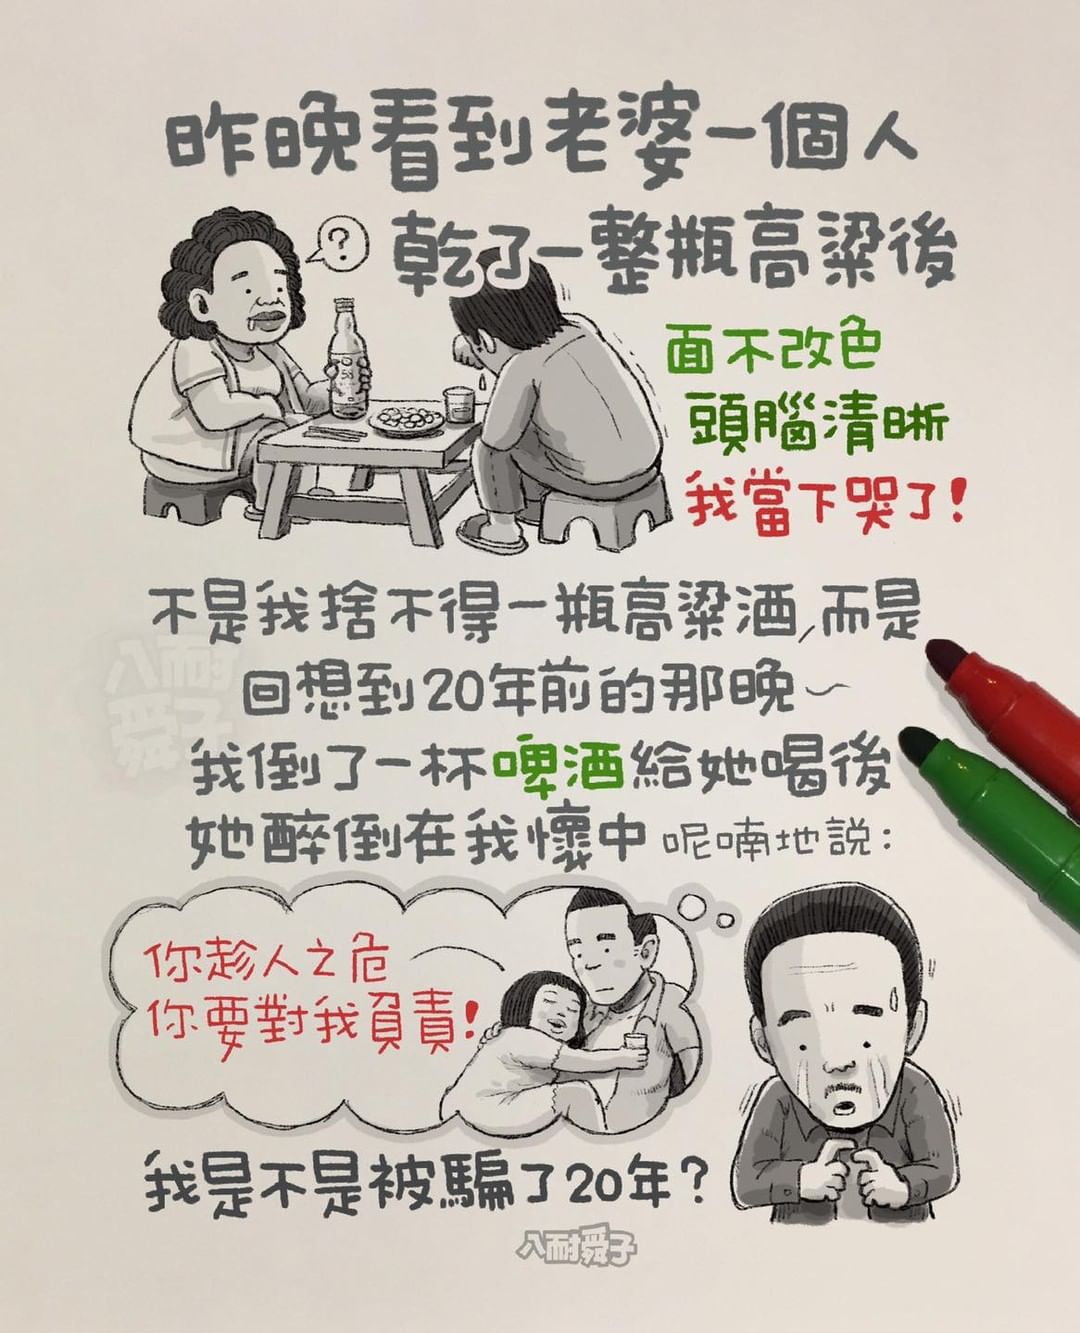 昨晚看到老婆一個人
乾了一整瓶高粱後
?
面不改色
頭腦清晰
我當下哭了!
58
不是我捨不得一瓶高粱酒,而是
回想到20年前的那晚~
我倒了一杯啤酒給她喝後
她醉倒在我懷中 呢喃地說:
你趁人之危
你要對我負責!
我是不是被騙了20年?
八耐舜子
八耐舜子